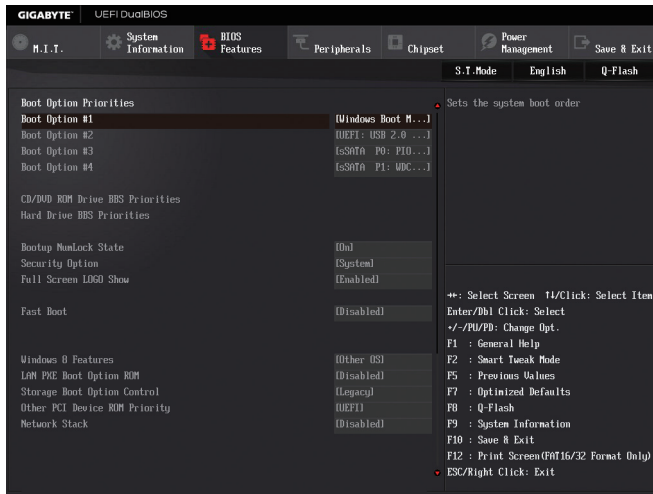 GIGABYTE™ UEFI DualBIOS
M.I.T. System Information BIOS Features Peripherals Chipset Power Management Save & Exit
S.T.Mode English Q-Flash
Boot Option Priorities
Boot Option #1 [Windows Boot M...]
Boot Option #2 [UEFI: USB 2.0 ...]
Boot Option #3 [sSATA P0: PIO...]
Boot Option #4 [sSATA P1: WDC...]
CD/DVD ROM Drive BBS Priorities
Hard Drive BBS Priorities
Bootup NumLock State [On]
Security Option [System]
Full Screen LOGO Show [Enabled]
Fast Boot [Disabled]
Windows 8 Features [Other OS]
LAN PXE Boot Option ROM [Disabled]
Storage Boot Option Control [Legacy]
Other PCI Device ROM Priority [UEFI]
Network Stack [Disabled]
Sets the system boot order
→←: Select Screen ↑↓/Click: Select Item
Enter/Dbl Click: Select
+/-/PU/PD: Change Opt.
F1 : General Help
F2 : Smart Tweak Mode
F5 : Previous Values
F7 : Optimized Defaults
F8 : Q-Flash
F9 : System Information
F10 : Save & Exit
F12 : Print Screen(FAT16/32 Format Only)
ESC/Right Click: Exit